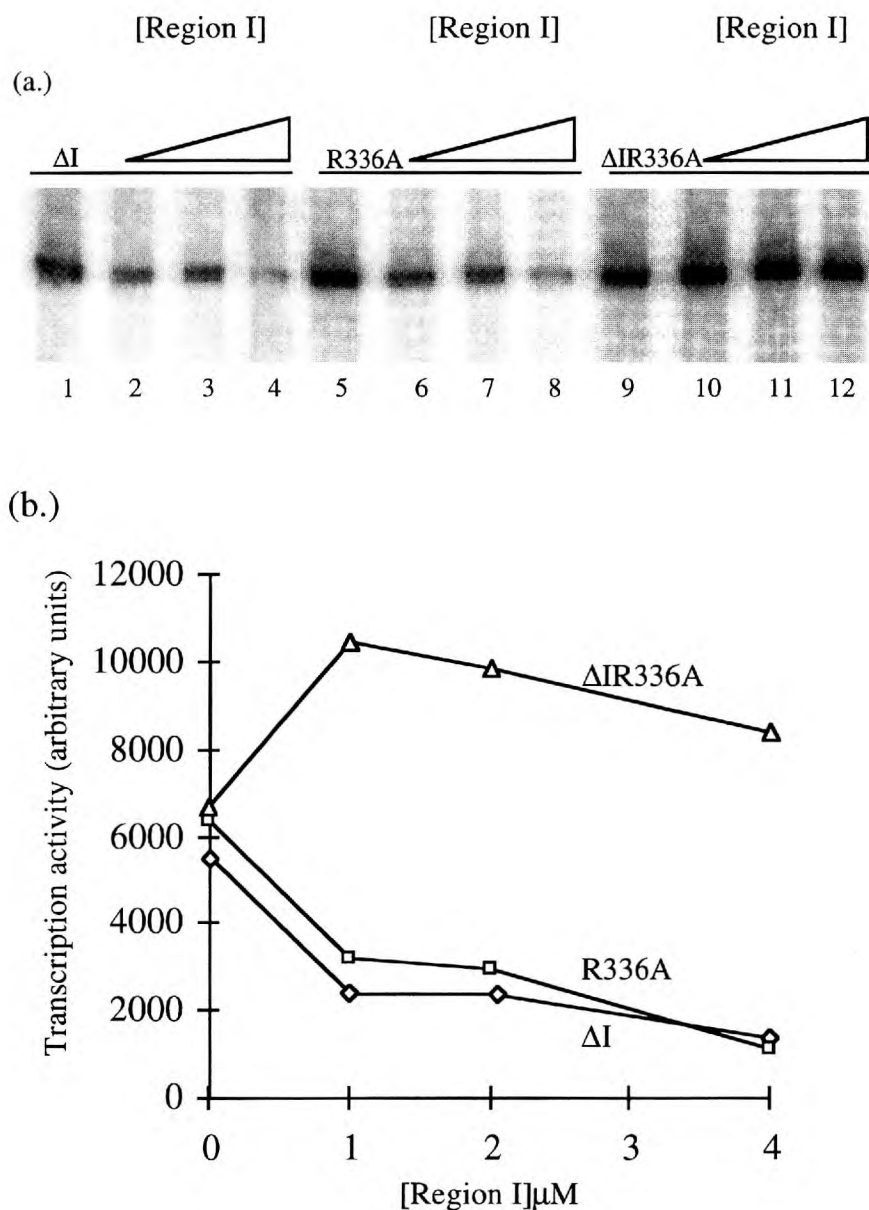 [Region I] [Region I] [Region I]
(a.)
ΔI R336A ΔIR336A
1 2 3 4 5 6 7 8 9 10 11 12
(b.)
Transcription activity (arbitrary units)
12000
10000
8000
6000
4000
2000
0
ΔIR336A
R336A
ΔI
0 1 2 3 4
[Region I]μM